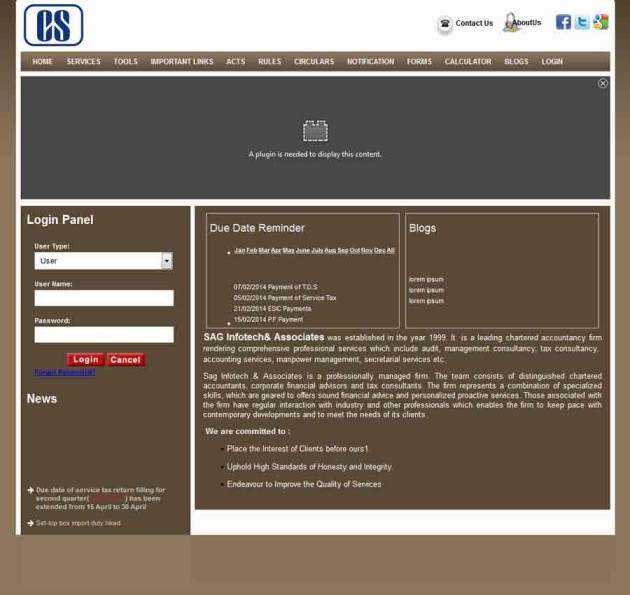 CS
Contact Us
AboutUs
HOME SERVICES TOOLS IMPORTANT LINKS ACTS RULES CIRCULARS NOTIFICATION FORMS CALCULATOR BLOGS LOGIN
A plugin is needed to display this content.
Login Panel
User Type:
User
User Name:
Password:
Login Cancel
Forgot Password?
News
Due date of service tax return filling for
second quarter( ) has been
extended from 15 April to 30 April
Set-top box import duty hiked
Due Date Reminder
Jan Feb Mar Apr May June July Aug Sep Oct Nov Dec All
07/02/2014 Payment of T.D.S
05/02/2014 Payment of Service Tax
21/02/2014 ESIC Payments
15/02/2014 P.F Payment
Blogs
lorem ipsum
lorem ipsum
lorem ipsum
SAG Infotech& Associates was established in the year 1999. It is a leading chartered accountancy firm
rendering comprehensive professional services which include audit, management consultancy, tax consultancy,
accounting services, manpower management, secretarial services etc.
Sag Infotech & Associates is a professionally managed firm. The team consists of distinguished chartered
accountants, corporate financial advisors and tax consultants. The firm represents a combination of specialized
skills, which are geared to offers sound financial advice and personalized proactive services. Those associated with
the firm have regular interaction with industry and other professionals which enables the firm to keep pace with
contemporary developments and to meet the needs of its clients.
We are committed to :
Place the Interest of Clients before ours1.
Uphold High Standards of Honesty and Integrity.
Endeavour to Improve the Quality of Services